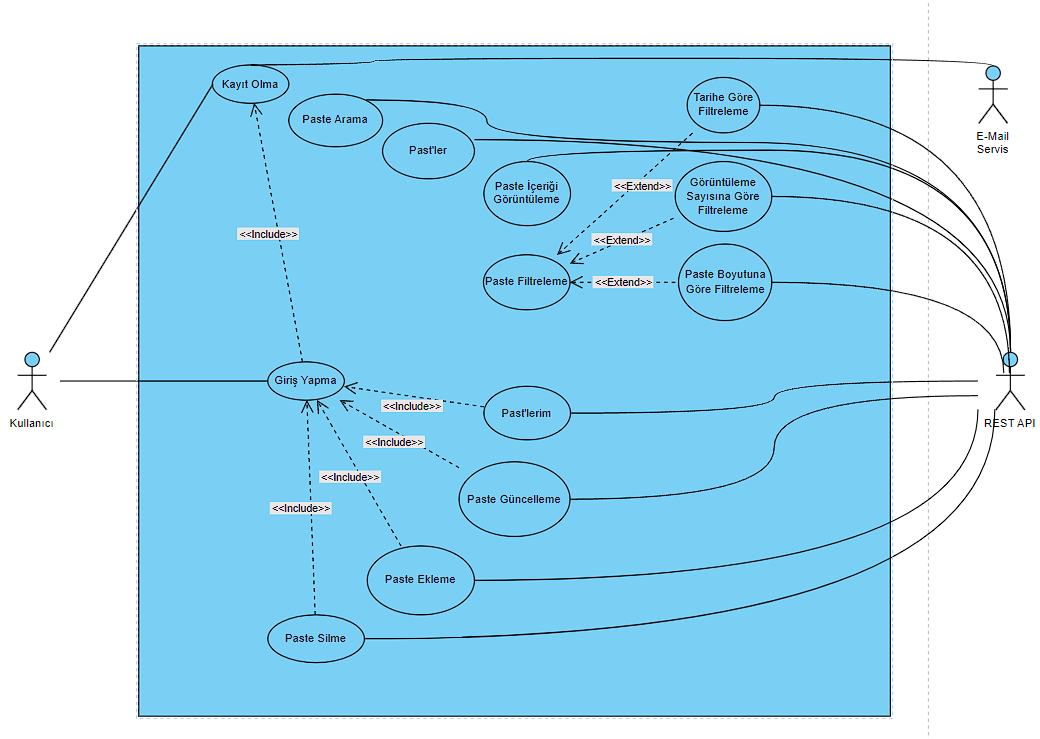 Kayıt Olma
Paste Arama
Past'ler
Tarihe Göre
Filtreleme
E-Mail
Servis
<<Extend>>
Paste İçeriği
Görüntüleme
Görüntüleme
Sayısına Göre
Filtreleme
<<Include>>
<<Extend>>
Paste Filtreleme
<<Extend>>
Paste Boyutuna
Göre Filtreleme
Giriş Yapma
<<Include>>
Past'lerim
Kullanıcı
REST API
<<Include>>
<<Include>>
Paste Güncelleme
<<Include>>
Paste Ekleme
Paste Silme